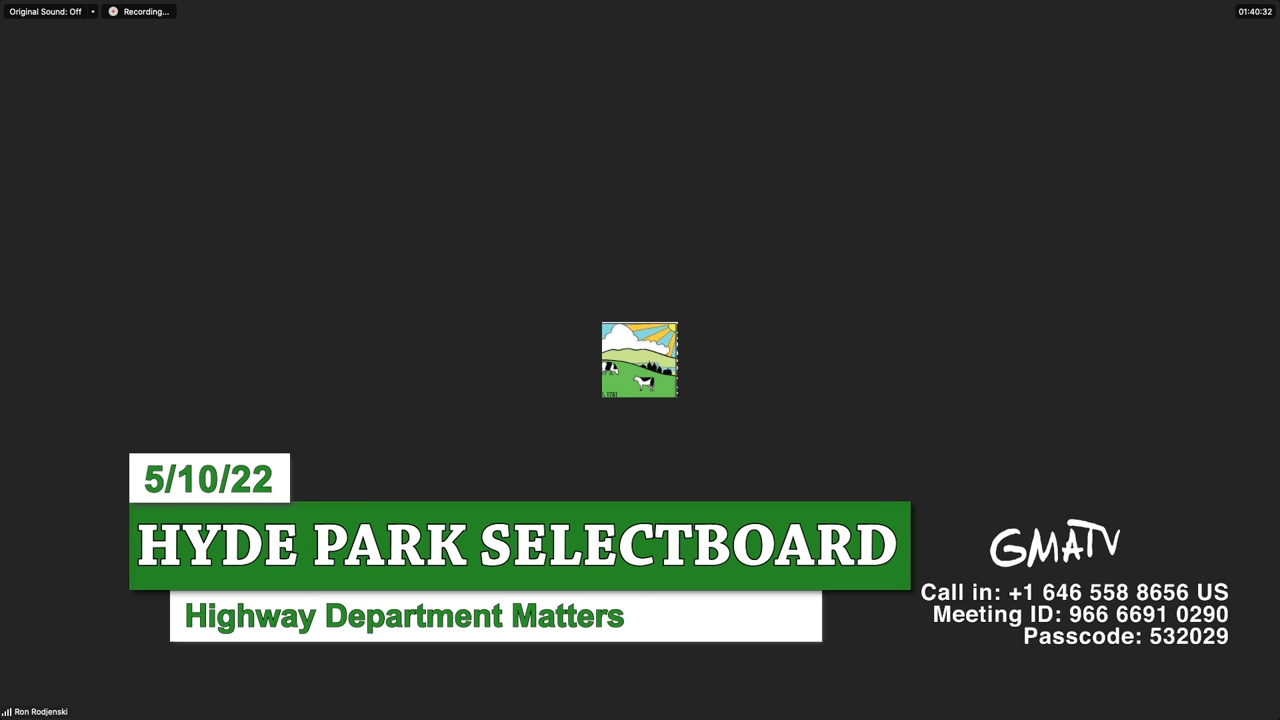 Original Sound: Off
Recording...
01:40:32
5/10/22
HYDE PARK SELECTBOARD
Highway Department Matters
GMATV
Call in: +1 646 558 8656 US
Meeting ID: 966 6691 0290
Passcode: 532029
Ron Rodjenski